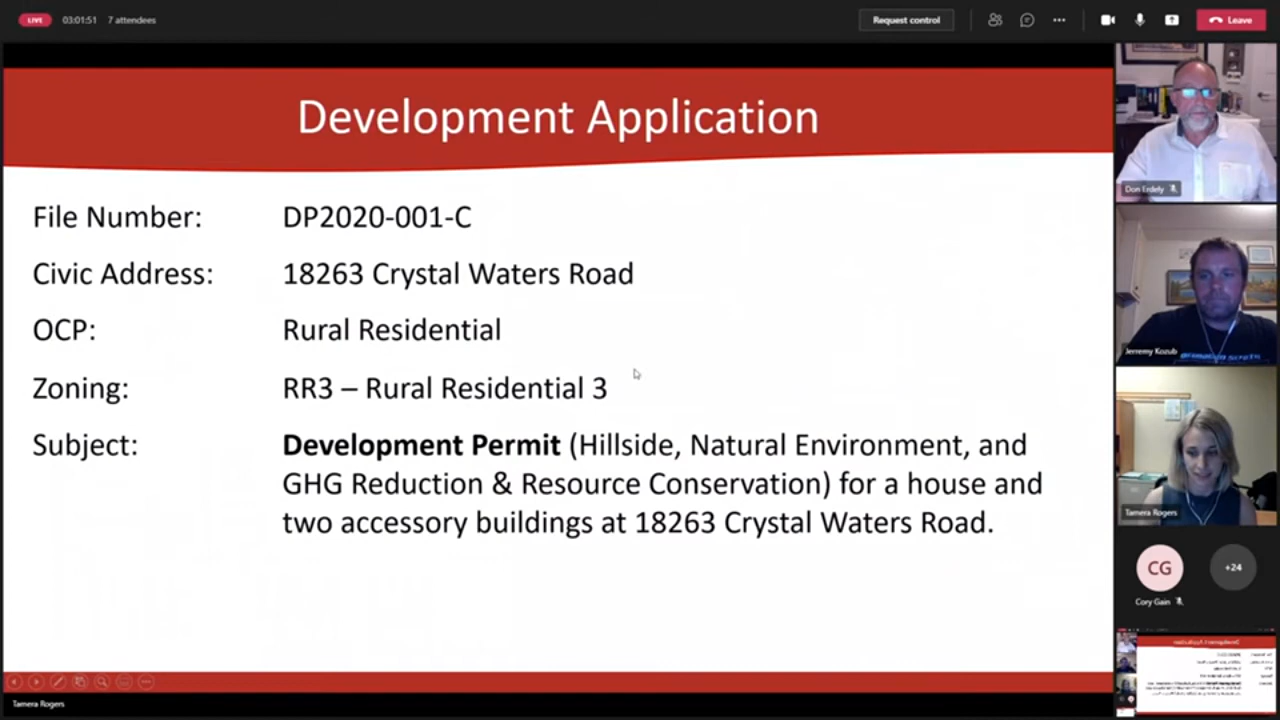 LIVE 03:01:51 7 attendees Request control Leave
Development Application
File Number: DP2020-001-C
Civic Address: 18263 Crystal Waters Road
OCP: Rural Residential
Zoning: RR3 – Rural Residential 3
Subject: Development Permit (Hillside, Natural Environment, and
GHG Reduction & Resource Conservation) for a house and
two accessory buildings at 18263 Crystal Waters Road.
Tamera Rogers
Don Erdely
Jerremy Kozub
Tamera Rogers
CG +24
Cory Gain